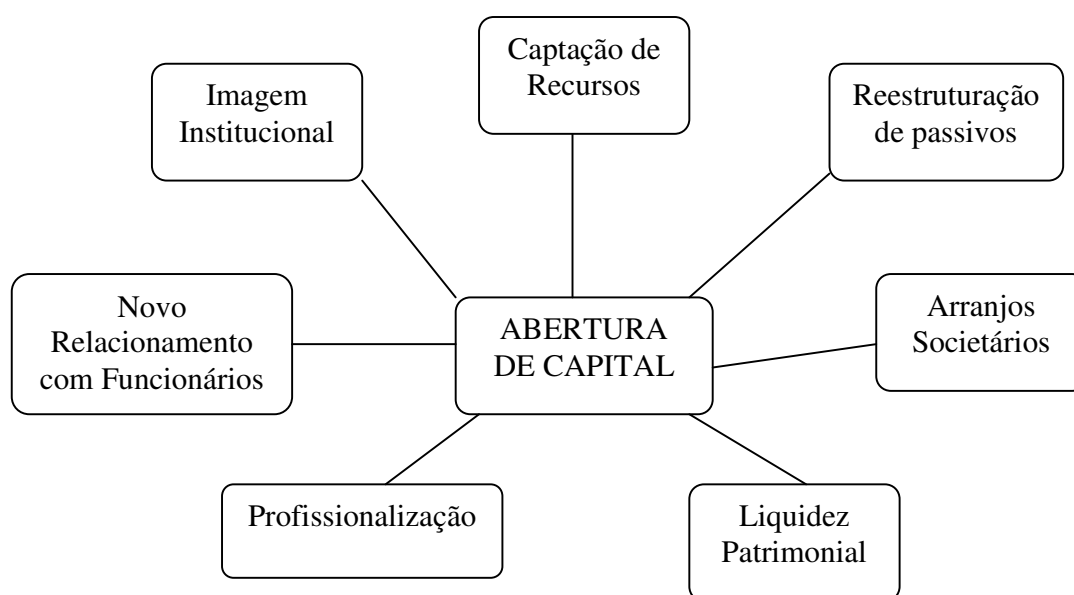 Captação de
Recursos
Imagem
Institucional
Reestruturação
de passivos
Novo
Relacionamento
com Funcionários
ABERTURA
DE CAPITAL
Arranjos
Societários
Profissionalização
Liquidez
Patrimonial